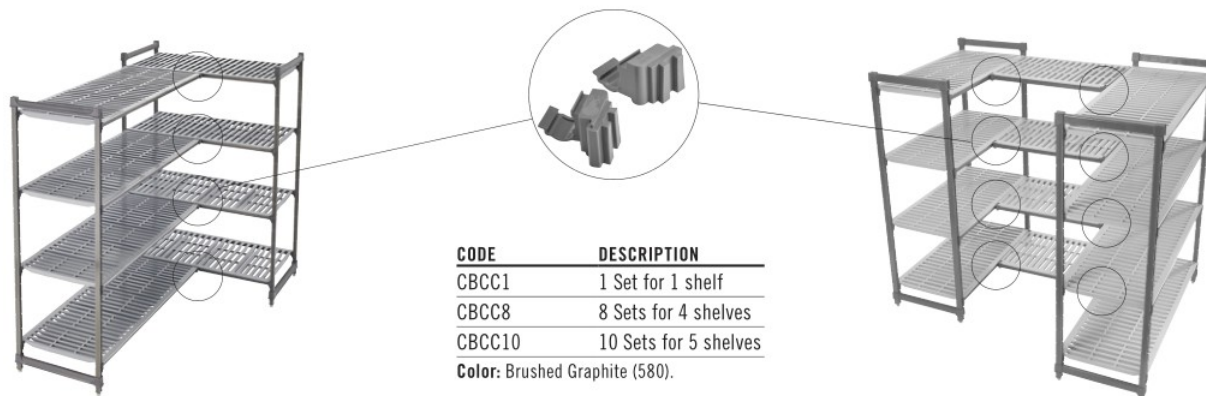 CODE DESCRIPTION
CBCC1 1 Set for 1 shelf
CBCC8 8 Sets for 4 shelves
CBCC10 10 Sets for 5 shelves
Color: Brushed Graphite (580).